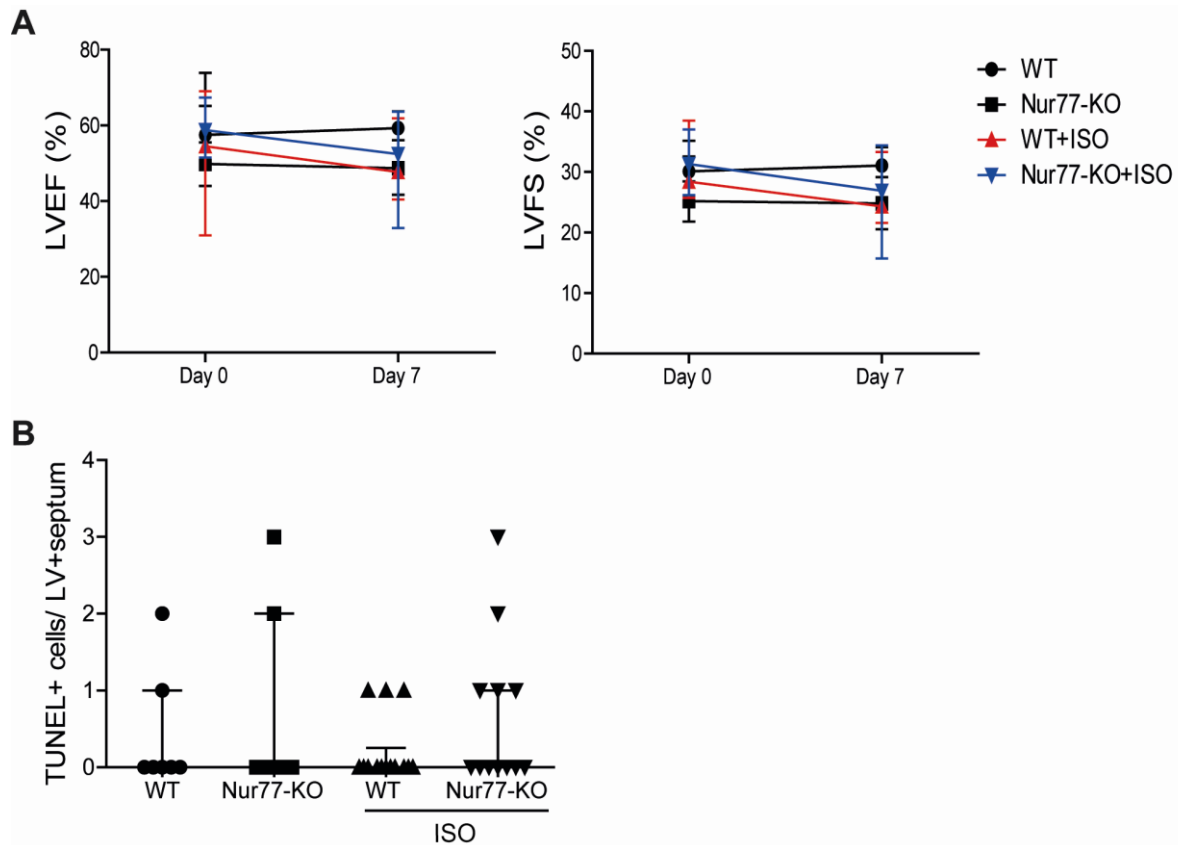 A
LVEF (%)
80
60
40
20
0
Day 0
Day 7
LVFS (%)
50
40
30
20
10
0
Day 0
Day 7
WT
Nur77-KO
WT+ISO
Nur77-KO+ISO
B
TUNEL+ cells/ LV+septum
4
3
2
1
0
WT
Nur77-KO
WT
Nur77-KO
ISO